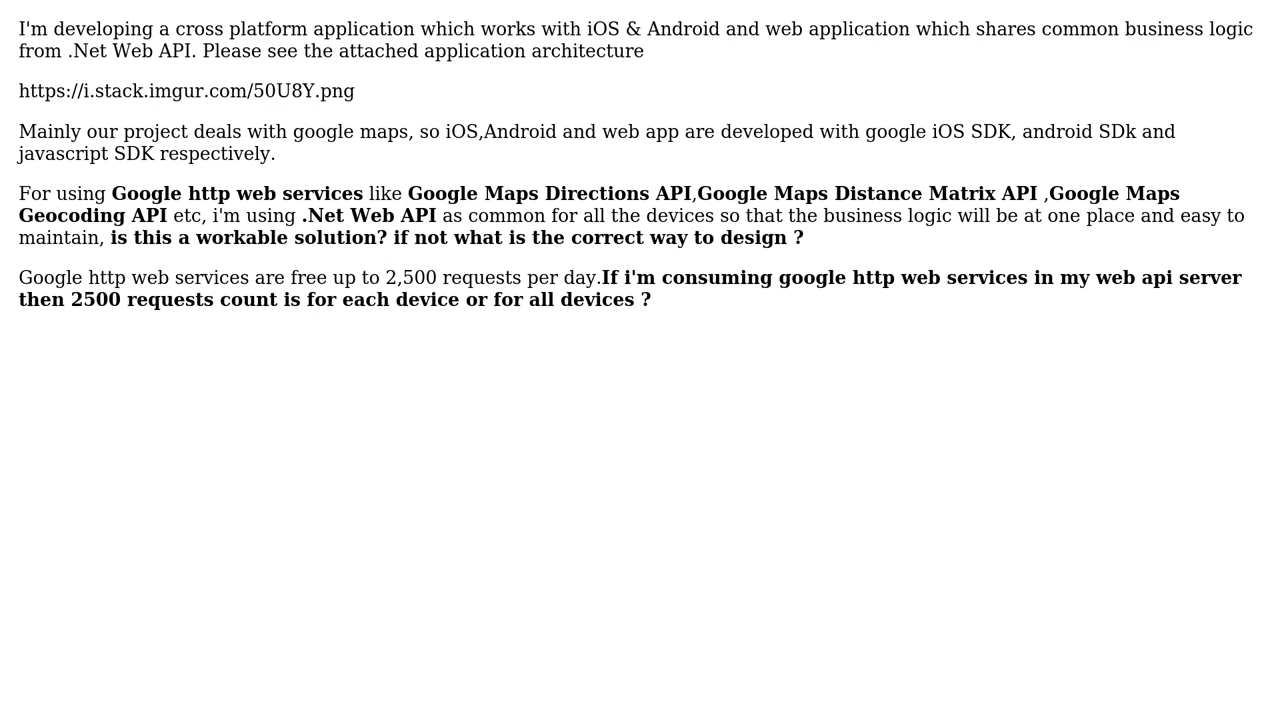 I'm developing a cross platform application which works with iOS & Android and web application which shares common business logic
from .Net Web API. Please see the attached application architecture
https://i.stack.imgur.com/50U8Y.png
Mainly our project deals with google maps, so iOS,Android and web app are developed with google iOS SDK, android SDk and
javascript SDK respectively.
For using Google http web services like Google Maps Directions API,Google Maps Distance Matrix API ,Google Maps
Geocoding API etc, i'm using .Net Web API as common for all the devices so that the business logic will be at one place and easy to
maintain, is this a workable solution? if not what is the correct way to design ?
Google http web services are free up to 2,500 requests per day.If i'm consuming google http web services in my web api server
then 2500 requests count is for each device or for all devices ?